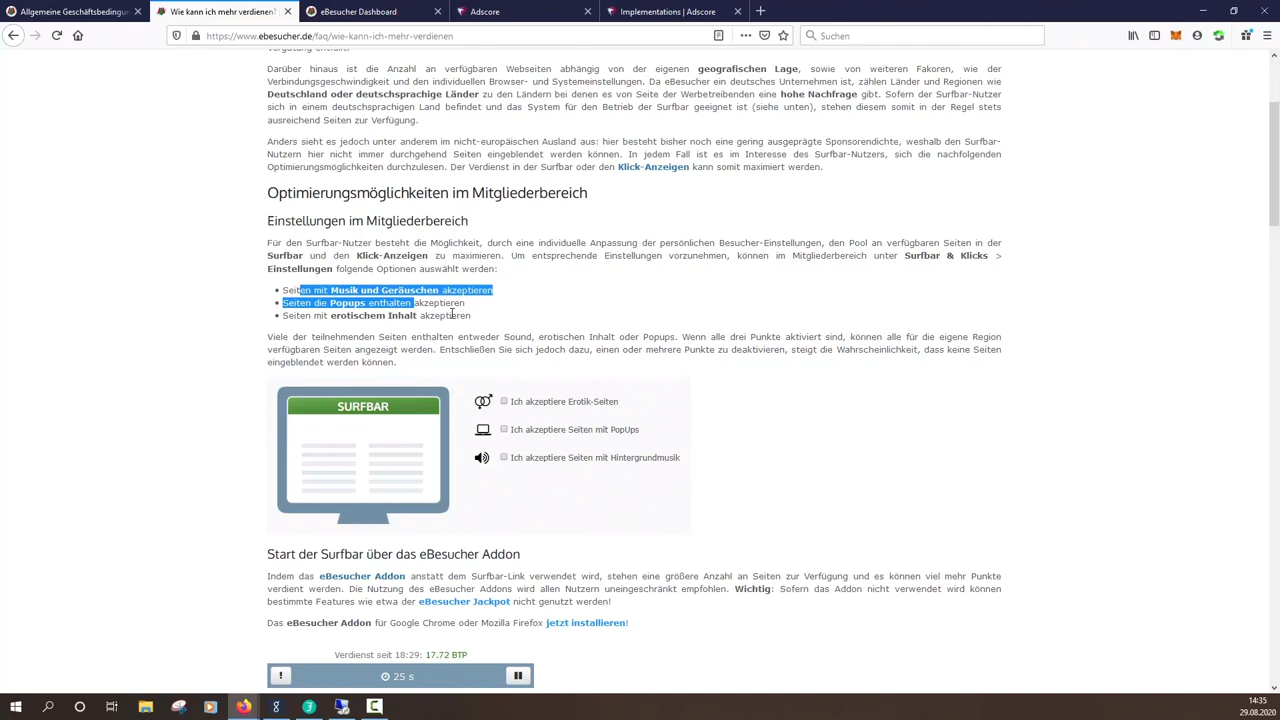 Allgemeine Geschäftsbedingun
Wie kann ich mehr verdienen?
eBesucher Dashboard
Adscore
Implementations | Adscore
https://www.ebesucher.de/faq/wie-kann-ich-mehr-verdienen
Suchen
Darüber hinaus ist die Anzahl an verfügbaren Webseiten abhängig von der eigenen geografischen Lage, sowie von weiteren Fakoren, wie der
Verbindungsgeschwindigkeit und den individuellen Browser- und Systemeinstellungen. Da eBesucher ein deutsches Unternehmen ist, zählen Länder und Regionen wie
Deutschland oder deutschsprachige Länder zu den Ländern bei denen es von Seite der Werbetreibenden eine hohe Nachfrage gibt. Sofern der Surfbar-Nutzer
sich in einem deutschsprachigen Land befindet und das System für den Betrieb der Surfbar geeignet ist (siehe unten), stehen diesem somit in der Regel stets
ausreichend Seiten zur Verfügung.
Anders sieht es jedoch unter anderem im nicht-europäischen Ausland aus: hier besteht bisher noch eine gering ausgeprägte Sponsorendichte, weshalb den Surfbar-
Nutzern hier nicht immer durchgehend Seiten eingeblendet werden können. In jedem Fall ist es im Interesse des Surfbar-Nutzers, sich die nachfolgenden
Optimierungsmöglichkeiten durchzulesen. Der Verdienst in der Surfbar oder den Klick-Anzeigen kann somit maximiert werden.
Optimierungsmöglichkeiten im Mitgliederbereich
Einstellungen im Mitgliederbereich
Für den Surfbar-Nutzer besteht die Möglichkeit, durch eine individuelle Anpassung der persönlichen Besucher-Einstellungen, den Pool an verfügbaren Seiten in der
Surfbar und den Klick-Anzeigen zu maximieren. Um entsprechende Einstellungen vorzunehmen, können im Mitgliederbereich unter Surfbar & Klicks >
Einstellungen folgende Optionen auswählt werden:
• Seiten mit Musik und Geräuschen akzeptieren
• Seiten die Popups enthalten akzeptieren
• Seiten mit erotischem Inhalt akzeptieren
Viele der teilnehmenden Seiten enthalten entweder Sound, erotischen Inhalt oder Popups. Wenn alle drei Punkte aktiviert sind, können alle für die eigene Region
verfügbaren Seiten angezeigt werden. Entschließen Sie sich jedoch dazu, einen oder mehrere Punkte zu deaktivieren, steigt die Wahrscheinlichkeit, dass keine Seiten
eingeblendet werden können.
SURFBAR
Ich akzeptiere Erotik-Seiten
Ich akzeptiere Seiten mit PopUps
Ich akzeptiere Seiten mit Hintergrundmusik
Start der Surfbar über das eBesucher Addon
Indem das eBesucher Addon anstatt dem Surfbar-Link verwendet wird, stehen eine größere Anzahl an Seiten zur Verfügung und es können viel mehr Punkte
verdient werden. Die Nutzung des eBesucher Addons wird allen Nutzern uneingeschränkt empfohlen. Wichtig: Sofern das Addon nicht verwendet wird können
bestimmte Features wie etwa der eBesucher Jackpot nicht genutzt werden!
Das eBesucher Addon für Google Chrome oder Mozilla Firefox jetzt installieren!
Verdienst seit 18:29: 17.72 BTP
! 25 s
14:35
29.08.2020